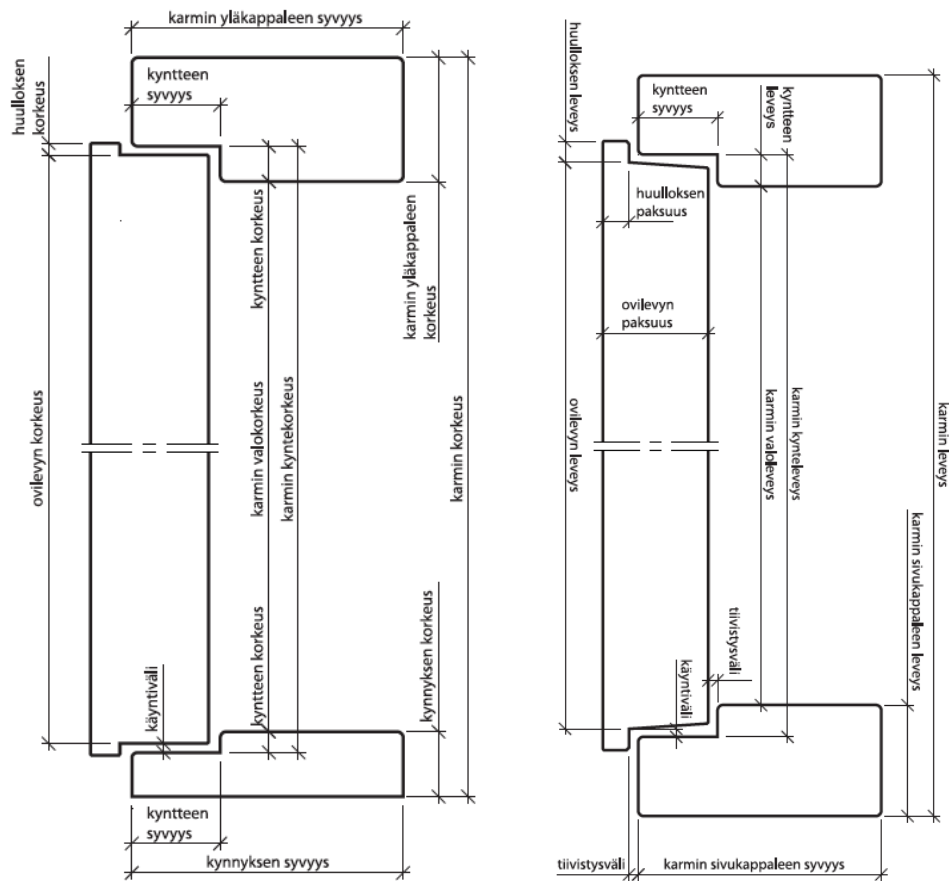 karmin yläkappaleen syvyys
huulloksen
korkeus
kyntteen
syvyys
ovilevyn korkeus
kyntteen korkeus
karmin valokorkeus
karmin kyntekorkeus
karmin yläkappaleen
korkeus
karmin korkeus
käyntiväli
kyntteen korkeus
kynnyksen korkeus
kyntteen
syvyys
kynnyksen syvyys
huulloksen leveys
kyntteen
syvyys
kyntteen
leveys
huulloksen
paksuus
ovilevyn
paksuus
ovilevyn leveys
karmin valoleveys
karmin kynteleveys
karmin leveys
karmin sivukappaleen leveys
tiivistysväli
käyntiväli
tiivistysväli
karmin sivukappaleen syvyys